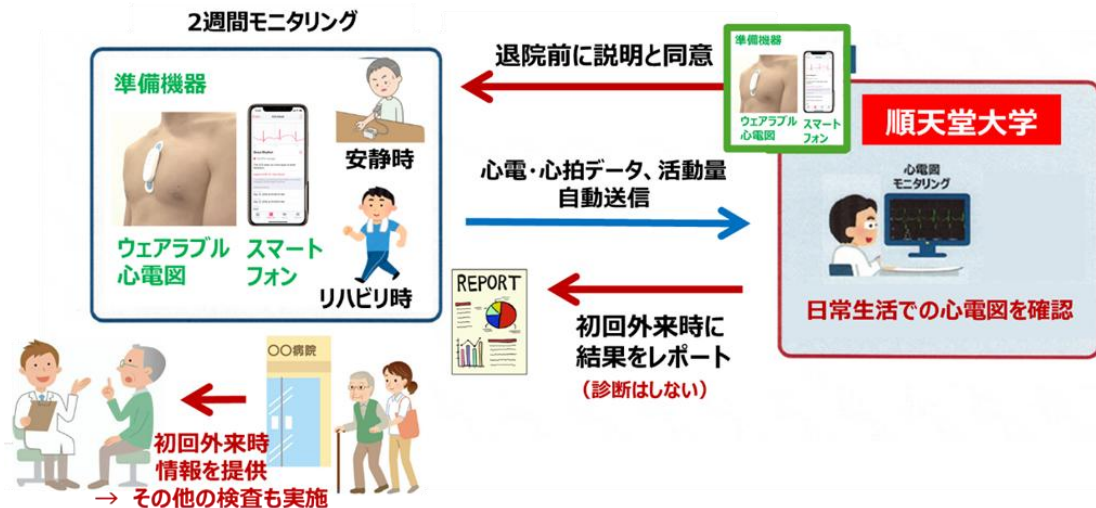 2週間モニタリング
準備機器
ウェアラブル
心電図
スマート
フォン
安静時
リハビリ時
退院前に説明と同意
心電・心拍データ、活動量
自動送信
準備機器
ウェアラブル
心電図
スマート
フォン
順天堂大学
心電図
モニタリング
日常生活での心電図を確認
REPORT
初回外来時に
結果をレポート
(診断はしない)
〇〇病院
初回外来時
情報を提供
→ その他の検査も実施